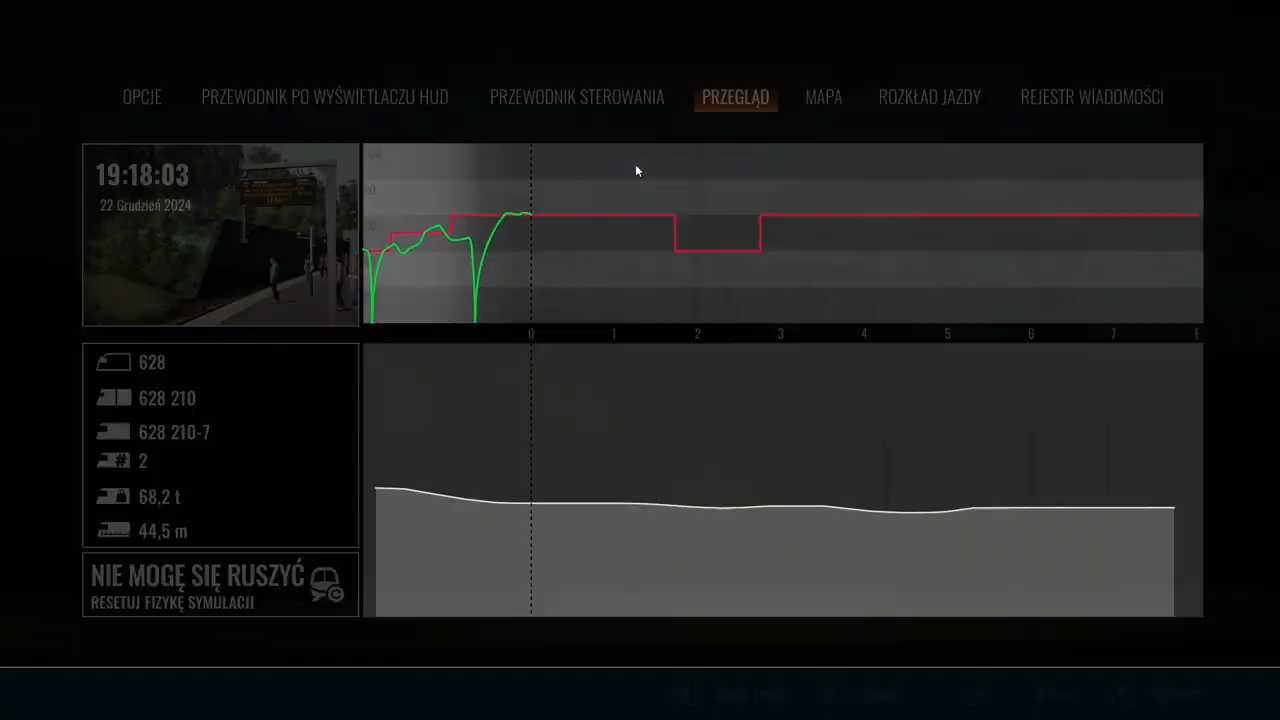 OPCJE PRZEWODNIK PO WYŚWIETLACZU HUD PRZEWODNIK STEROWANIA PRZEGLĄD MAPA ROZKŁAD JAZDY REJESTR WIADOMOŚCI
19:18:03
22 Grudzień 2024
0 1 2 3 4 5 6 7
628
628 210
628 210-7
2
68,2 t
44,5 m
NIE MOGĘ SIĘ RUSZYĆ
RESETUJ FIZYKĘ SYMULACJI